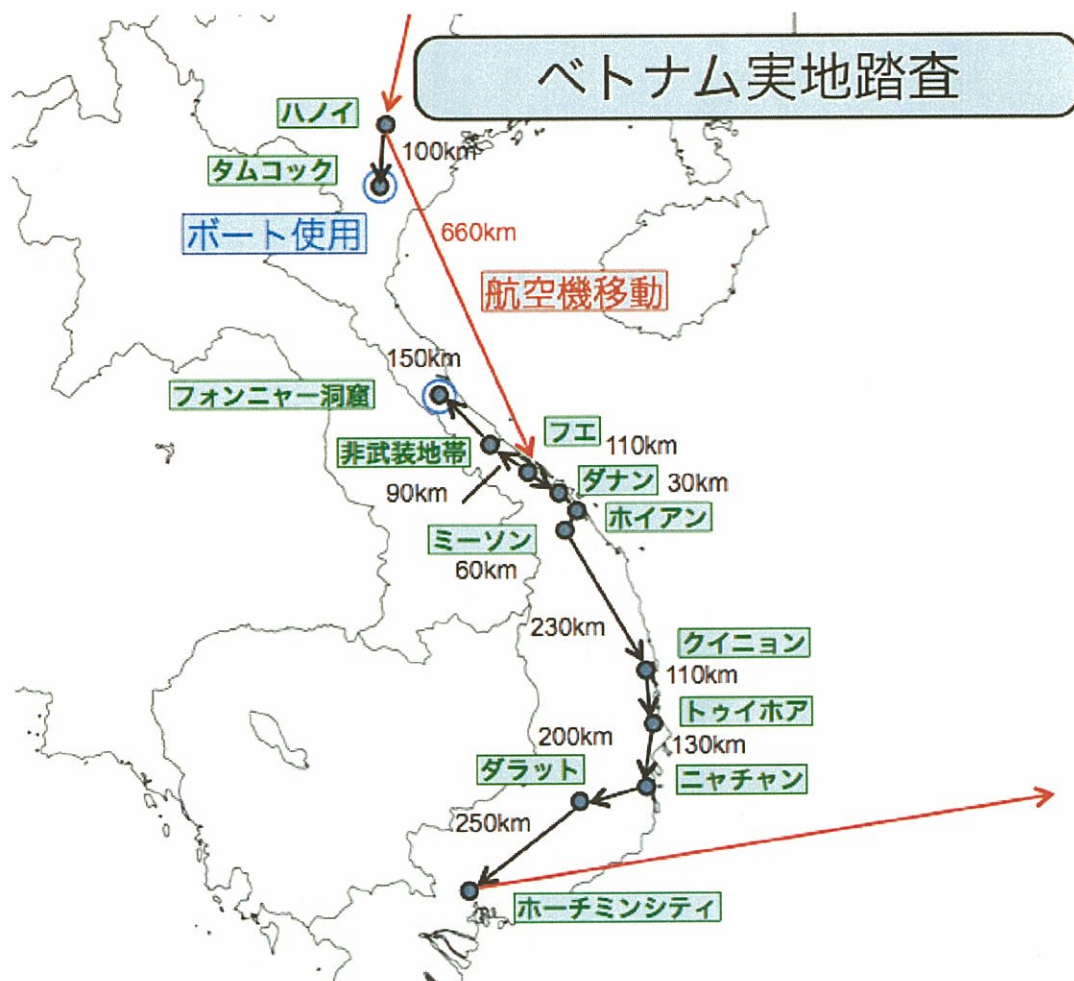 ベトナム実地踏査
ハノイ
100km
タムコック
ボート使用
660km
航空機移動
150km
フォンニャー洞窟
フエ
110km
非武装地帯
ダナン
30km
90km
ホイアン
ミーソン
60km
230km
クイニョン
110km
トゥイホア
200km
130km
ダラット
ニャチャン
250km
ホーチミンシティ